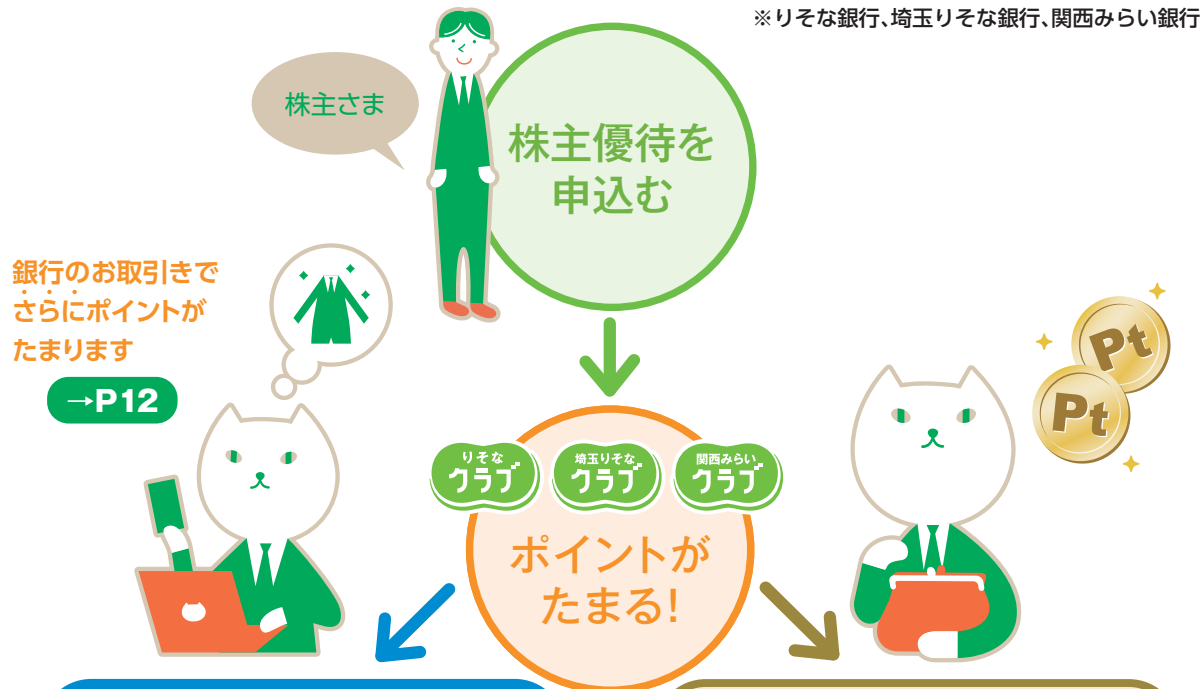 ※りそな銀行、埼玉りそな銀行、関西みらい銀行
株主さま
株主優待を
申込む
銀行のお取引きで
さらにポイントが
たまります
→P12
Pt
Pt
りそな
クラブ
埼玉りそな
クラブ
関西みらい
クラブ
ポイントが
たまる!